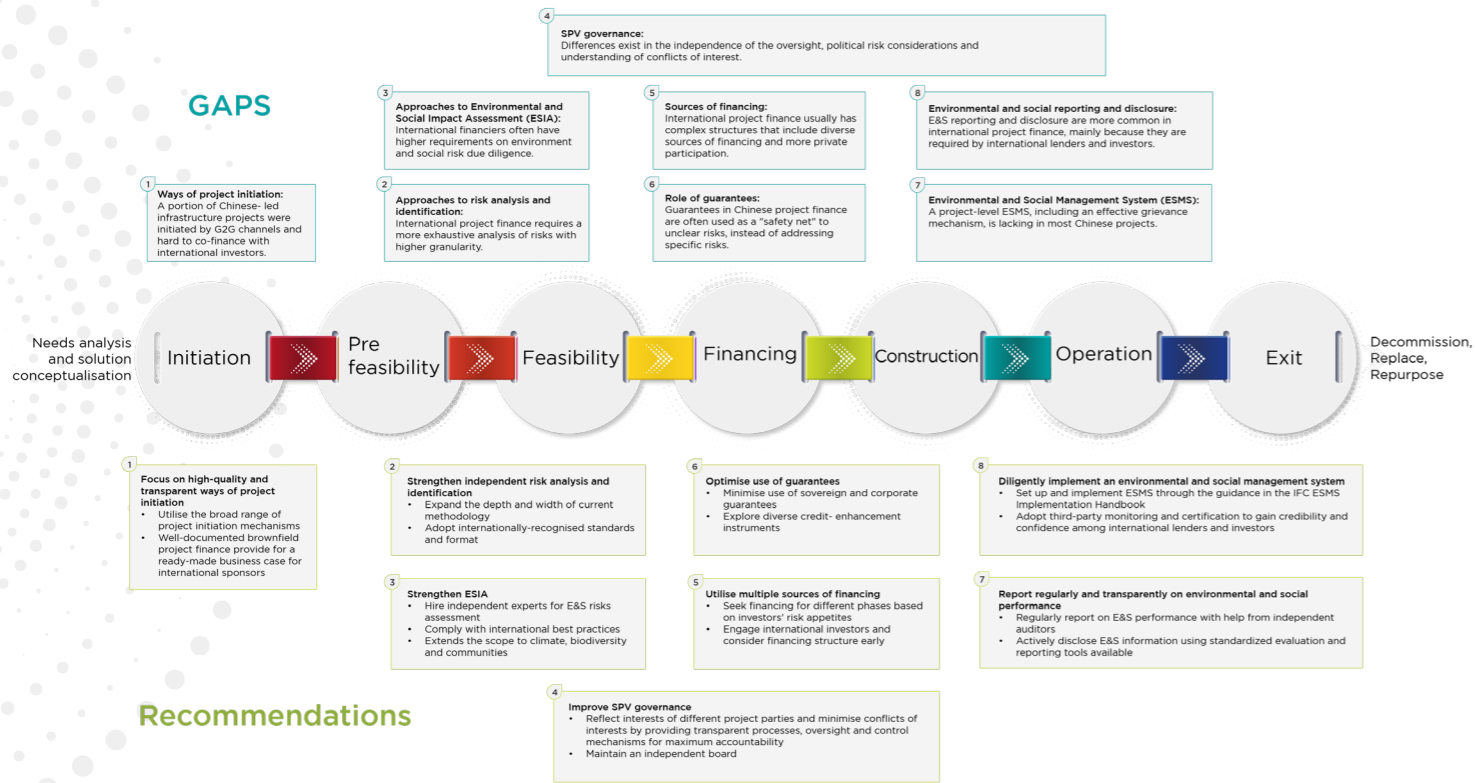 4
SPV governance:
Differences exist in the independence of the oversight, political risk considerations and
understanding of conflicts of interest.
GAPS
3
Approaches to Environmental and
Social Impact Assessment (ESIA):
International financiers often have
higher requirements on environment
and social risk due diligence.
5
Sources of financing:
International project finance usually has
complex structures that include diverse
sources of financing and more private
participation.
8
Environmental and social reporting and disclosure:
E&S reporting and disclosure are more common in
international project finance, mainly because they are
required by international lenders and investors.
1
Ways of project initiation:
A portion of Chinese- led
infrastructure projects were
initiated by G2G channels and
hard to co-finance with
international investors.
2
Approaches to risk analysis and
identification:
International project finance requires a
more exhaustive analysis of risks with
higher granularity.
6
Role of guarantees:
Guarantees in Chinese project finance
are often used as a "safety net" to
unclear risks, instead of addressing
specific risks.
7
Environmental and Social Management System (ESMS):
A project-level ESMS, including an effective grievance
mechanism, is lacking in most Chinese projects.
Needs analysis
and solution
conceptualisation
Initiation
Pre
feasibility
Feasibility
Financing
Construction
Operation
Exit
Decommission,
Replace,
Repurpose
1
Focus on high-quality and
transparent ways of project
initiation
• Utilise the broad range of
project initiation mechanisms
• Well-documented brownfield
project finance provide for a
ready-made business case for
international sponsors
2
Strengthen independent risk analysis and
identification
• Expand the depth and width of current
methodology
• Adopt internationally-recognised standards
and format
6
Optimise use of guarantees
• Minimise use of sovereign and corporate
guarantees
• Explore diverse credit- enhancement
instruments
8
Diligently implement an environmental and social management system
• Set up and implement ESMS through the guidance in the IFC ESMS
Implementation Handbook
• Adopt third-party monitoring and certification to gain credibility and
confidence among international lenders and investors
3
Strengthen ESIA
• Hire independent experts for E&S risks
assessment
• Comply with international best practices
• Extends the scope to climate, biodiversity
and communities
5
Utilise multiple sources of financing
• Seek financing for different phases based
on investors' risk appetites
• Engage international investors and
consider financing structure early
7
Report regularly and transparently on environmental and social
performance
• Regularly report on E&S performance with help from independent
auditors
• Actively disclose E&S information using standardized evaluation and
reporting tools available
Recommendations
4
Improve SPV governance
• Reflect interests of different project parties and minimise conflicts of
interests by providing transparent processes, oversight and control
mechanisms for maximum accountability
• Maintain an independent board